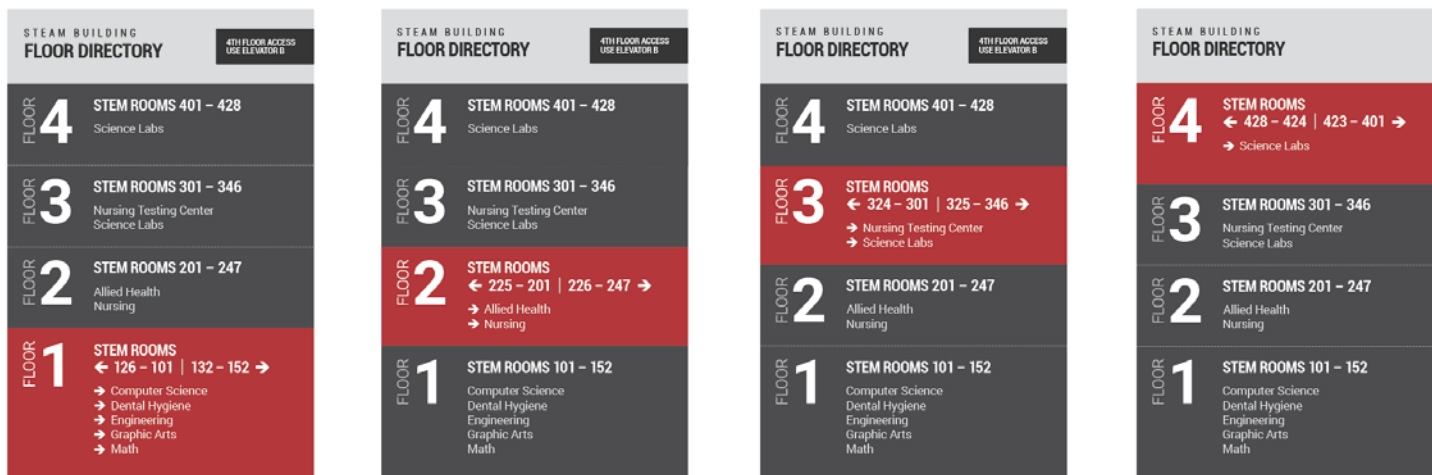 STEAM BUILDING
FLOOR DIRECTORY
4TH FLOOR ACCESS
USE ELEVATOR B
FLOOR 4
STEM ROOMS 401 – 428
Science Labs
FLOOR 3
STEM ROOMS 301 – 346
Nursing Testing Center
Science Labs
FLOOR 2
STEM ROOMS 201 – 247
Allied Health
Nursing
FLOOR 1
STEM ROOMS
← 126 – 101 | 132 – 152 →
→ Computer Science
→ Dental Hygiene
→ Engineering
→ Graphic Arts
→ Math
STEAM BUILDING
FLOOR DIRECTORY
4TH FLOOR ACCESS
USE ELEVATOR B
FLOOR 4
STEM ROOMS 401 – 428
Science Labs
FLOOR 3
STEM ROOMS 301 – 346
Nursing Testing Center
Science Labs
FLOOR 2
STEM ROOMS
← 225 – 201 | 226 – 247 →
→ Allied Health
→ Nursing
FLOOR 1
STEM ROOMS 101 – 152
Computer Science
Dental Hygiene
Engineering
Graphic Arts
Math
STEAM BUILDING
FLOOR DIRECTORY
4TH FLOOR ACCESS
USE ELEVATOR B
FLOOR 4
STEM ROOMS 401 – 428
Science Labs
FLOOR 3
STEM ROOMS
← 324 – 301 | 325 – 346 →
→ Nursing Testing Center
→ Science Labs
FLOOR 2
STEM ROOMS 201 – 247
Allied Health
Nursing
FLOOR 1
STEM ROOMS 101 – 152
Computer Science
Dental Hygiene
Engineering
Graphic Arts
Math
STEAM BUILDING
FLOOR DIRECTORY
FLOOR 4
STEM ROOMS
← 428 – 424 | 423 – 401 →
→ Science Labs
FLOOR 3
STEM ROOMS 301 – 346
Nursing Testing Center
Science Labs
FLOOR 2
STEM ROOMS 201 – 247
Allied Health
Nursing
FLOOR 1
STEM ROOMS 101 – 152
Computer Science
Dental Hygiene
Engineering
Graphic Arts
Math